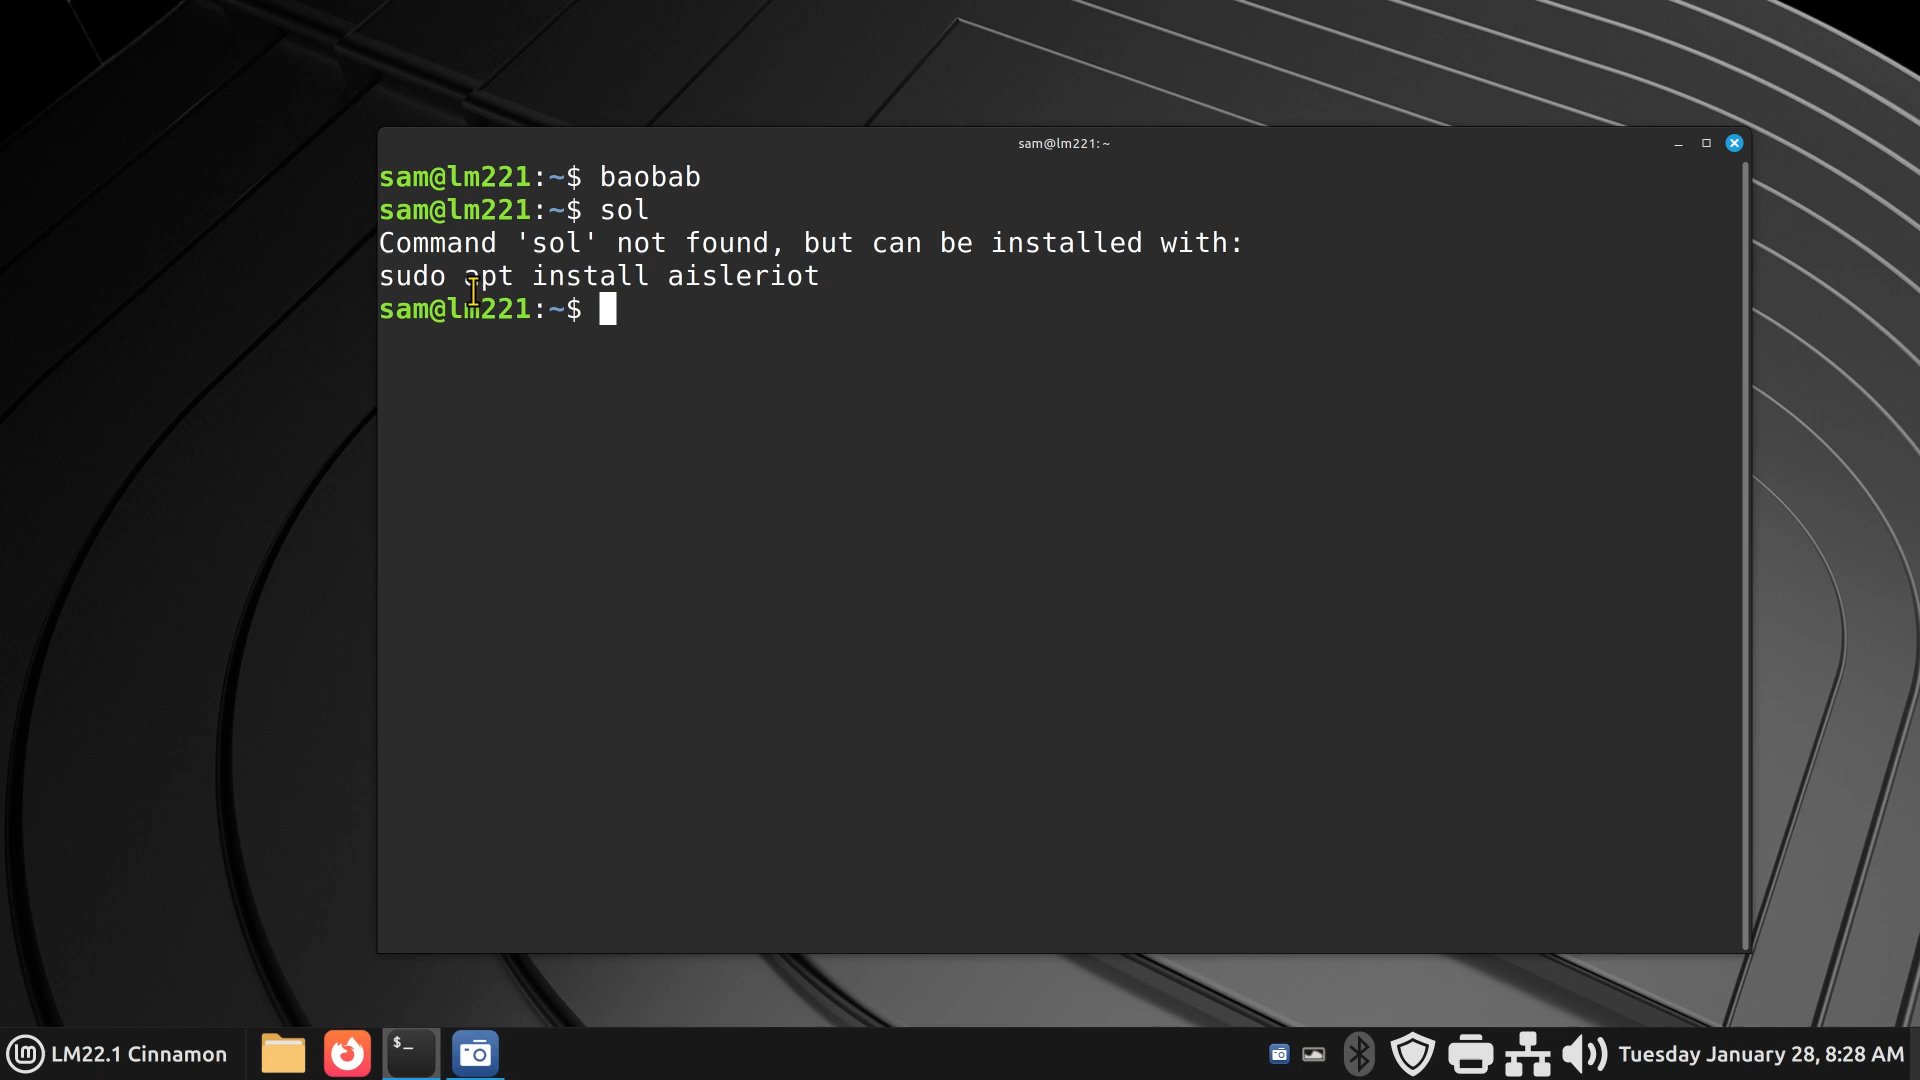 sam@lm221:~
sam@lm221:~$ baobab
sam@lm221:~$ sol
Command 'sol' not found, but can be installed with:
sudo apt install aisleriot
sam@lm221:~$
$_
LM22.1 Cinnamon
Tuesday January 28, 8:28 AM